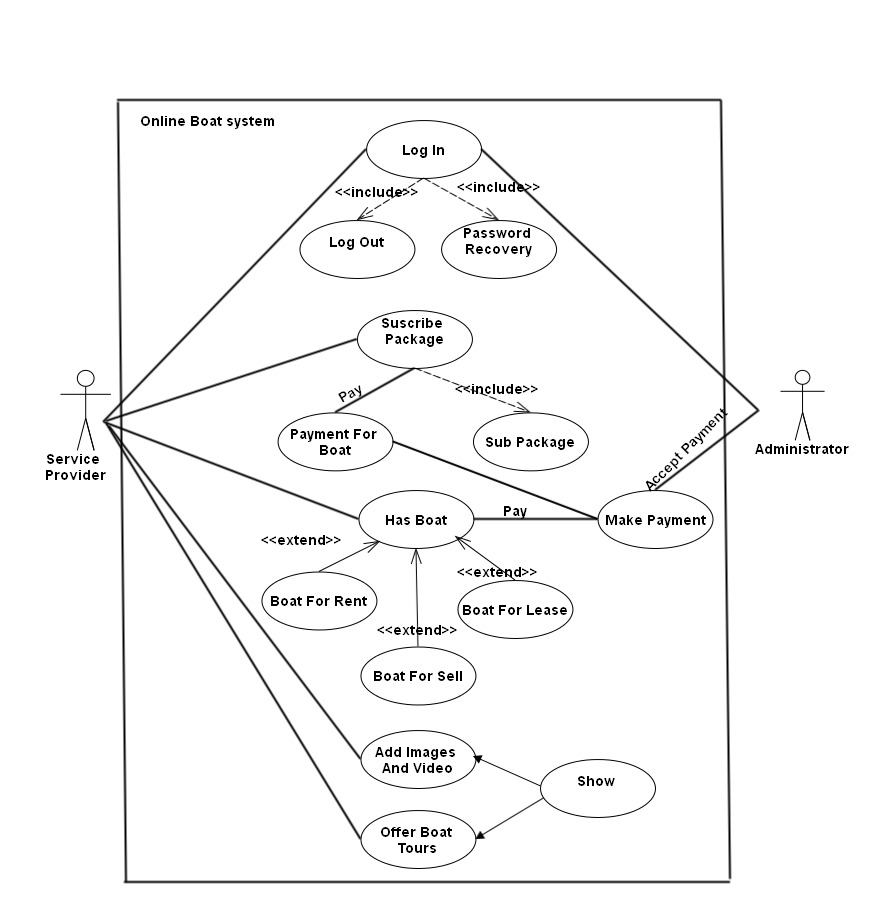 Online Boat system
Log In
<<include>>
<<include>>
Log Out
Password
Recovery
Suscribe
Package
Pay
<<include>>
Payment For
Boat
Sub Package
Accept Payment
Service
Provider
Administrator
Has Boat
Pay
Make Payment
<<extend>>
<<extend>>
Boat For Rent
Boat For Lease
<<extend>>
Boat For Sell
Add Images
And Video
Show
Offer Boat
Tours